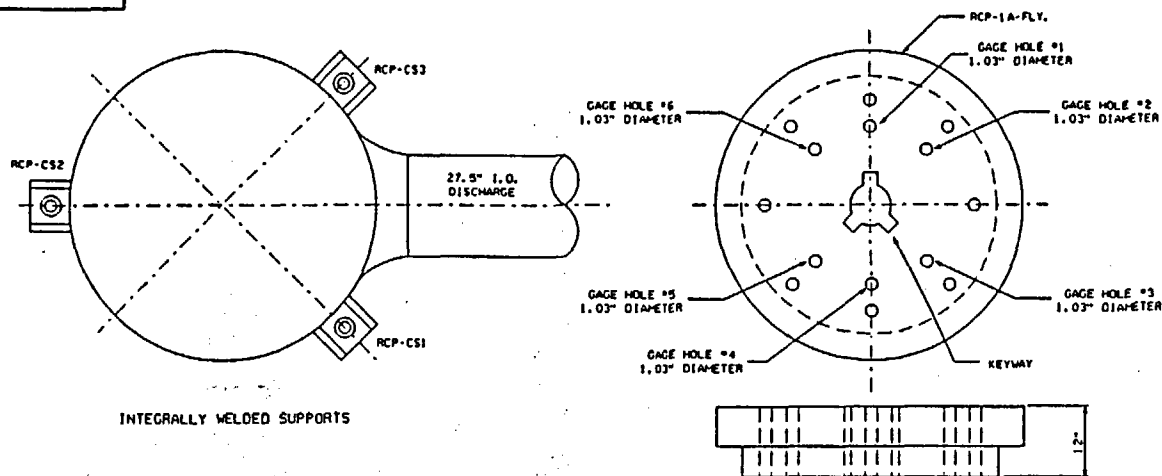 RCP-CS3
RCP-CS2
27.5" I.D.
DISCHARGE
RCP-CS1
INTEGRALLY WELDED SUPPORTS
RCP-1A-FLY.
GAGE HOLE #1
1.03" DIAMETER
GAGE HOLE #6
1.03" DIAMETER
GAGE HOLE #2
1.03" DIAMETER
GAGE HOLE #5
1.03" DIAMETER
GAGE HOLE #3
1.03" DIAMETER
GAGE HOLE #4
1.03" DIAMETER
KEYWAY
12"